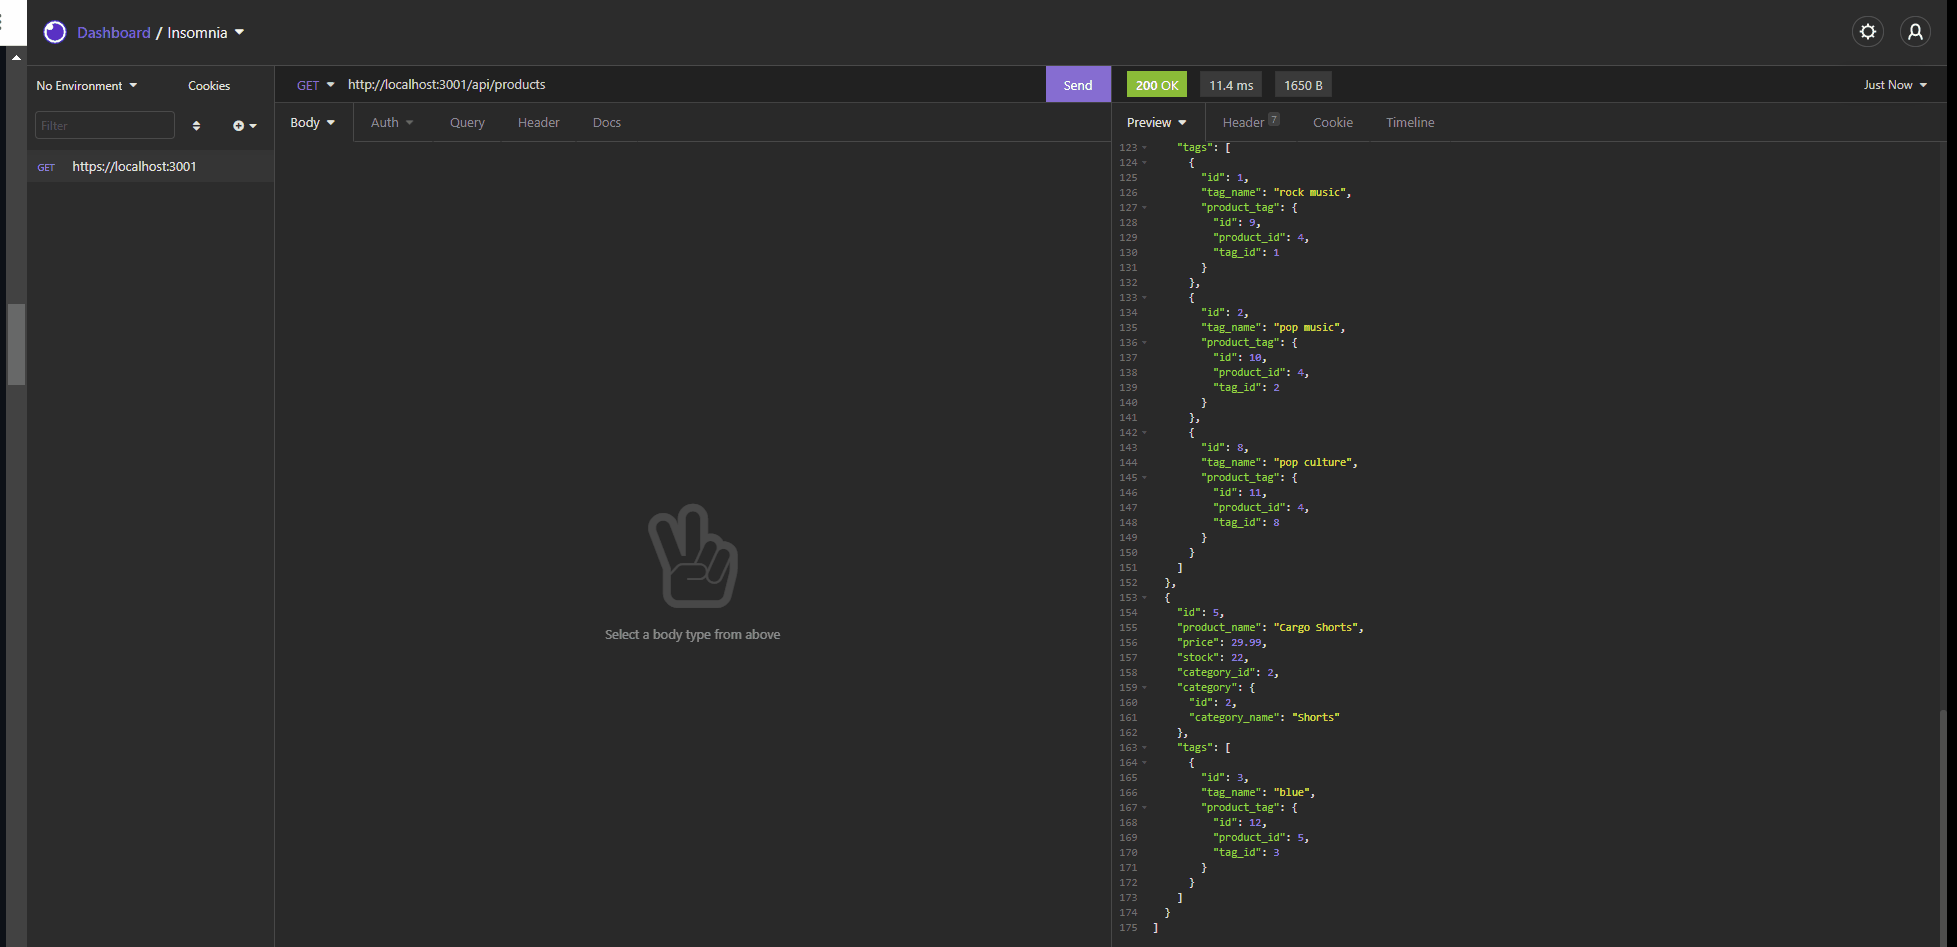 Dashboard / Insomnia
No Environment
Cookies
Filter
GET https://localhost:3001
GET http://localhost:3001/api/products
Send
Body
Auth
Query
Header
Docs
Select a body type from above
200 OK
11.4 ms
1650 B
Just Now
Preview
Header 7
Cookie
Timeline
123 "tags": [
124 {
125 "id": 1,
126 "tag_name": "rock music",
127 "product_tag": {
128 "id": 9,
129 "product_id": 4,
130 "tag_id": 1
131 }
132 },
133 {
134 "id": 2,
135 "tag_name": "pop music",
136 "product_tag": {
137 "id": 10,
138 "product_id": 4,
139 "tag_id": 2
140 }
141 },
142 {
143 "id": 8,
144 "tag_name": "pop culture",
145 "product_tag": {
146 "id": 11,
147 "product_id": 4,
148 "tag_id": 8
149 }
150 }
151 ]
152 },
153 {
154 "id": 5,
155 "product_name": "Cargo Shorts",
156 "price": 29.99,
157 "stock": 22,
158 "category_id": 2,
159 "category": {
160 "id": 2,
161 "category_name": "Shorts"
162 },
163 "tags": [
164 {
165 "id": 3,
166 "tag_name": "blue",
167 "product_tag": {
168 "id": 12,
169 "product_id": 5,
170 "tag_id": 3
171 }
172 }
173 ]
174 }
175 ]